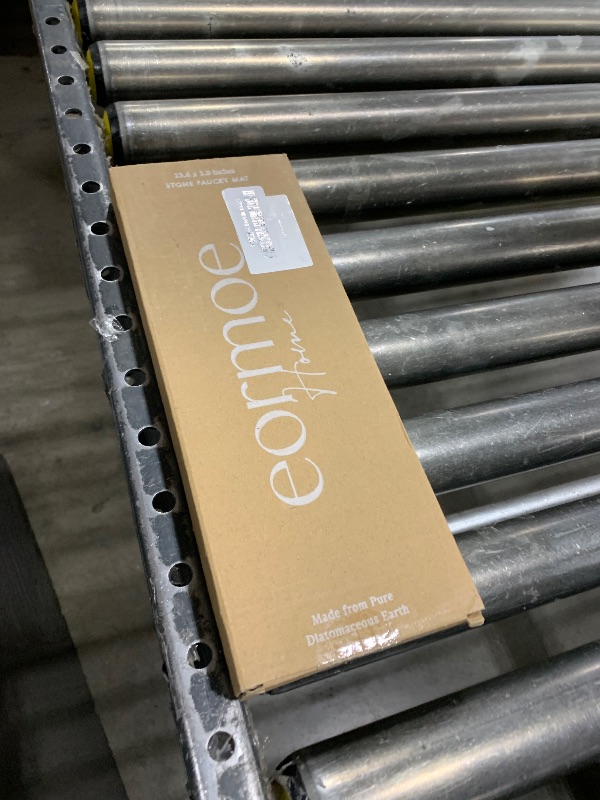 STONE FAUCET MAT
eormoe
Home
Made from Pure
Diatomaceous Earth